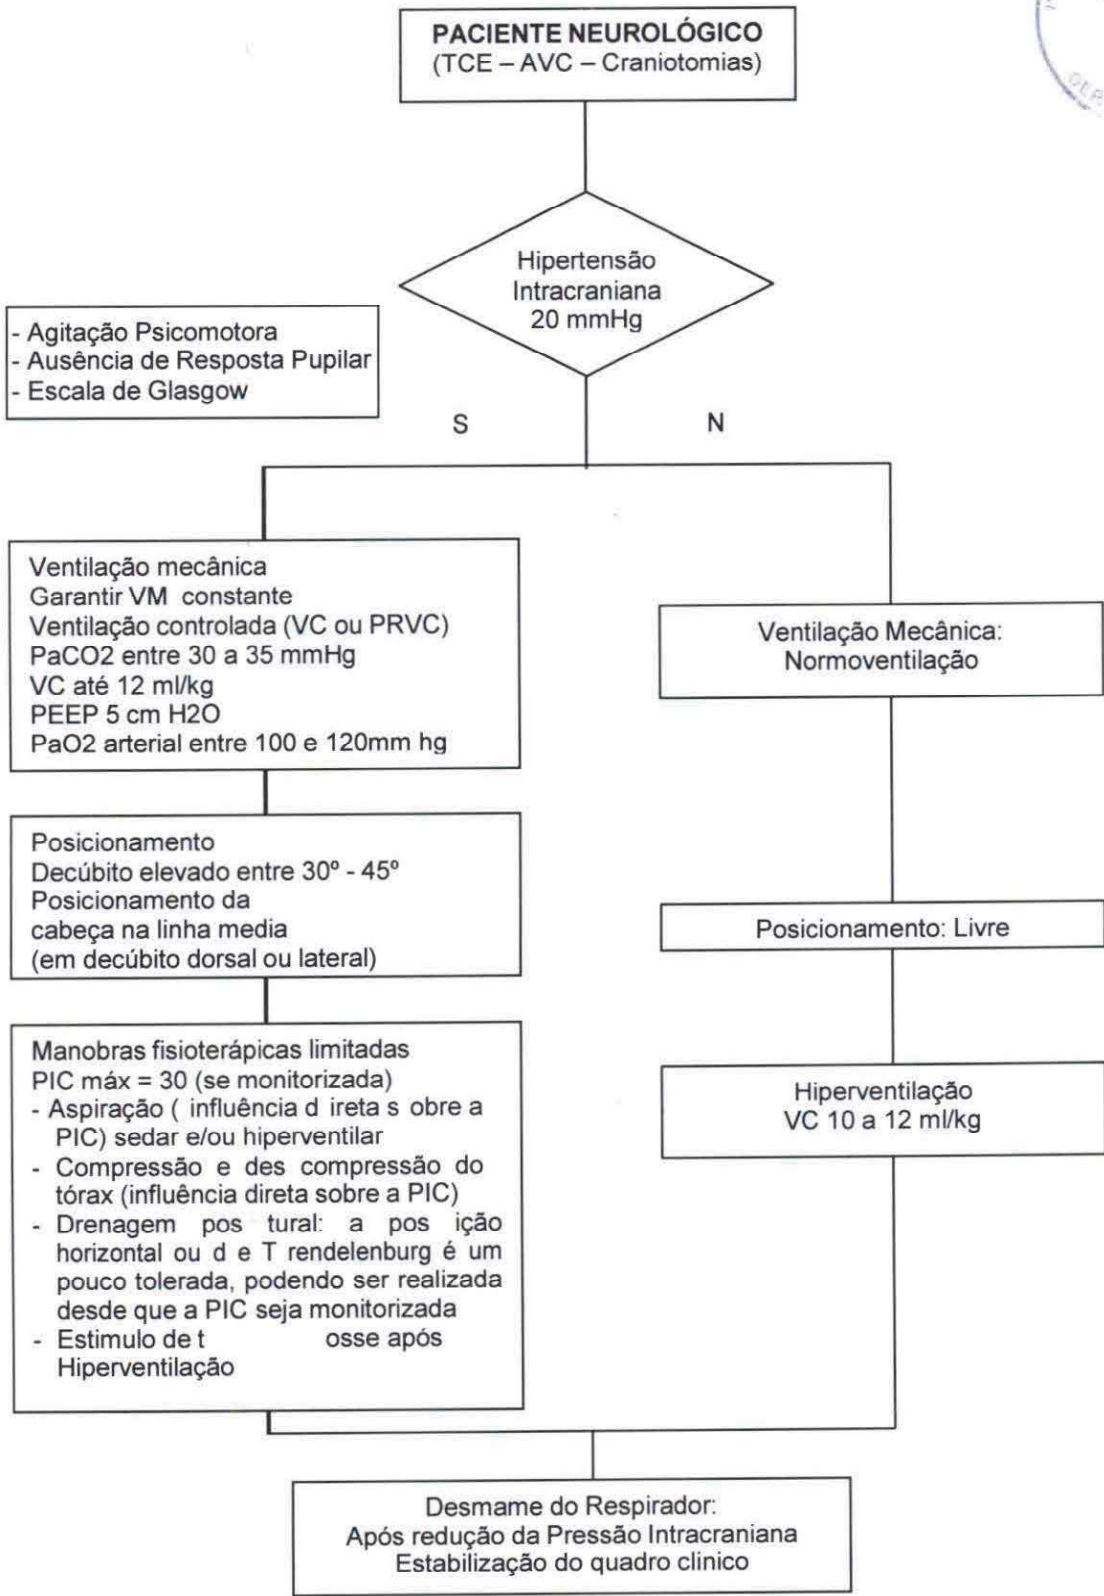 PACIENTE NEUROLÓGICO
(TCE – AVC – Craniotomias)
Hipertensão
Intracraniana
20 mmHg
- Agitação Psicomotora
- Ausência de Resposta Pupilar
- Escala de Glasgow
S
N
Ventilação mecânica
Garantir VM constante
Ventilação controlada (VC ou PRVC)
PaCO2 entre 30 a 35 mmHg
VC até 12 ml/kg
PEEP 5 cm H2O
PaO2 arterial entre 100 e 120mm hg
Ventilação Mecânica:
Normoventilação
Posicionamento
Decúbito elevado entre 30º - 45º
Posicionamento da
cabeça na linha media
(em decúbito dorsal ou lateral)
Posicionamento: Livre
Manobras fisioterápicas limitadas
PIC máx = 30 (se monitorizada)
- Aspiração ( influência d ireta s obre a
PIC) sedar e/ou hiperventilar
- Compressão e des compressão do
tórax (influência direta sobre a PIC)
- Drenagem pos tural: a pos ição
horizontal ou d e T rendelenburg é um
pouco tolerada, podendo ser realizada
desde que a PIC seja monitorizada
- Estimulo de t osse após
Hiperventilação
Hiperventilação
VC 10 a 12 ml/kg
Desmame do Respirador:
Após redução da Pressão Intracraniana
Estabilização do quadro clinico